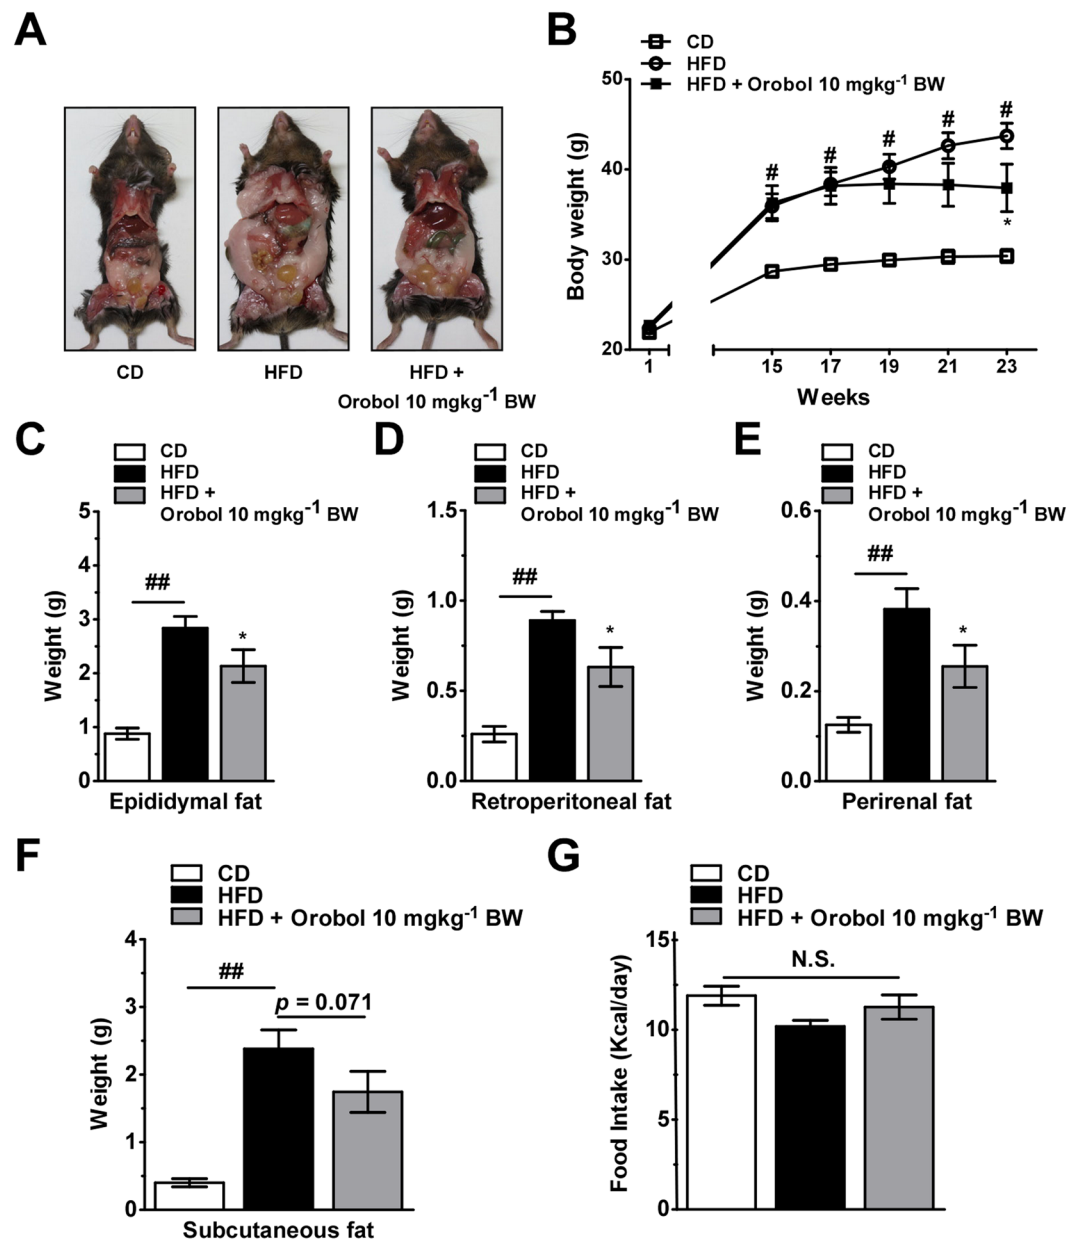 A
CD
HFD
HFD +
Orobol 10 mgkg-1 BW
B
CD
HFD
HFD + Orobol 10 mgkg-1 BW
Body weight (g)
50
40
30
20
#
#
#
#
#
*
1
15
17
19
21
23
Weeks
C
CD
HFD
HFD +
Orobol 10 mgkg-1 BW
Weight (g)
5
4
3
2
1
0
##
*
Epididymal fat
D
CD
HFD
HFD +
Orobol 10 mgkg-1 BW
Weight (g)
1.5
1.0
0.5
0.0
##
*
Retroperitoneal fat
E
CD
HFD
HFD +
Orobol 10 mgkg-1 BW
Weight (g)
0.6
0.4
0.2
0.0
##
*
Perirenal fat
F
CD
HFD
HFD + Orobol 10 mgkg-1 BW
Weight (g)
4
3
2
1
0
##
p = 0.071
Subcutaneous fat
G
CD
HFD
HFD + Orobol 10 mgkg-1 BW
Food Intake (Kcal/day)
15
10
5
0
N.S.